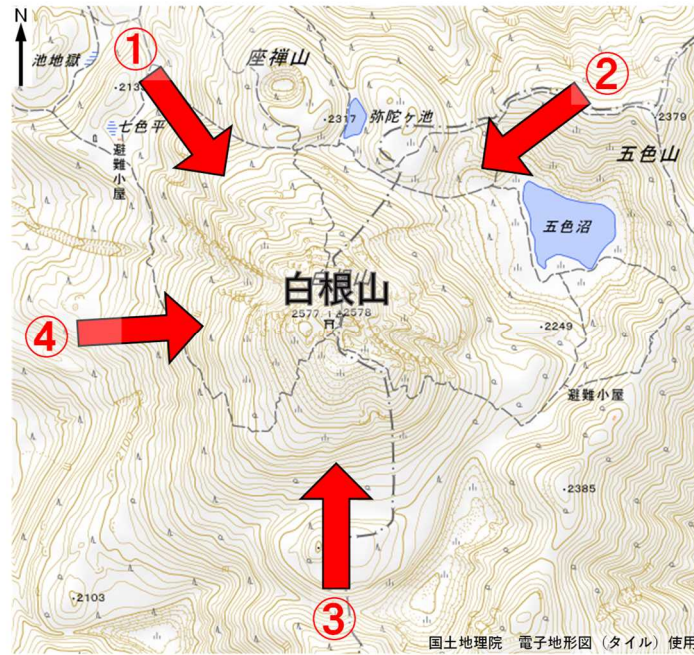 N
①
座禅山
②
池地獄
・2133
・2317
弥陀ヶ池
・2379
七色平
避難小屋
五色山
五色沼
白根山
2577
・2578
・2249
④
2100
避難小屋
・2385
・2103
③
国土地理院 電子地形図(タイル)使用